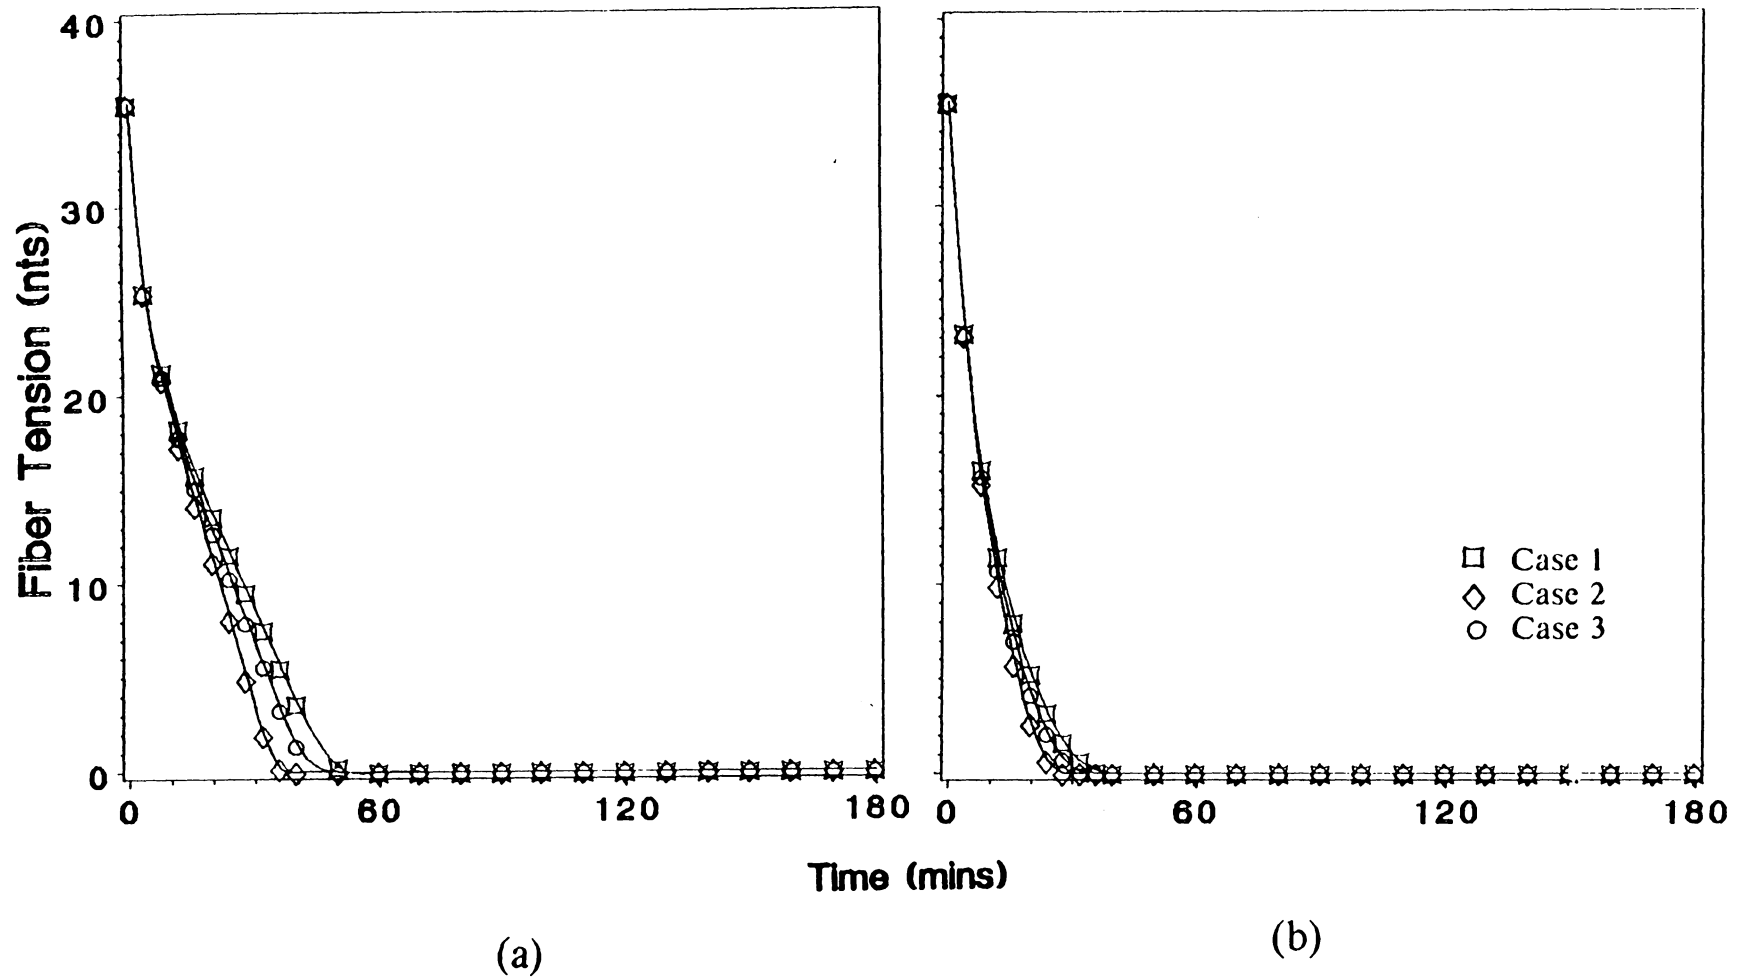 40
30
20
10
0
Fiber Tension (nts)
0 60 120 180
0 60 120 180
Case 1
Case 2
Case 3
Time (mins)
(a)
(b)